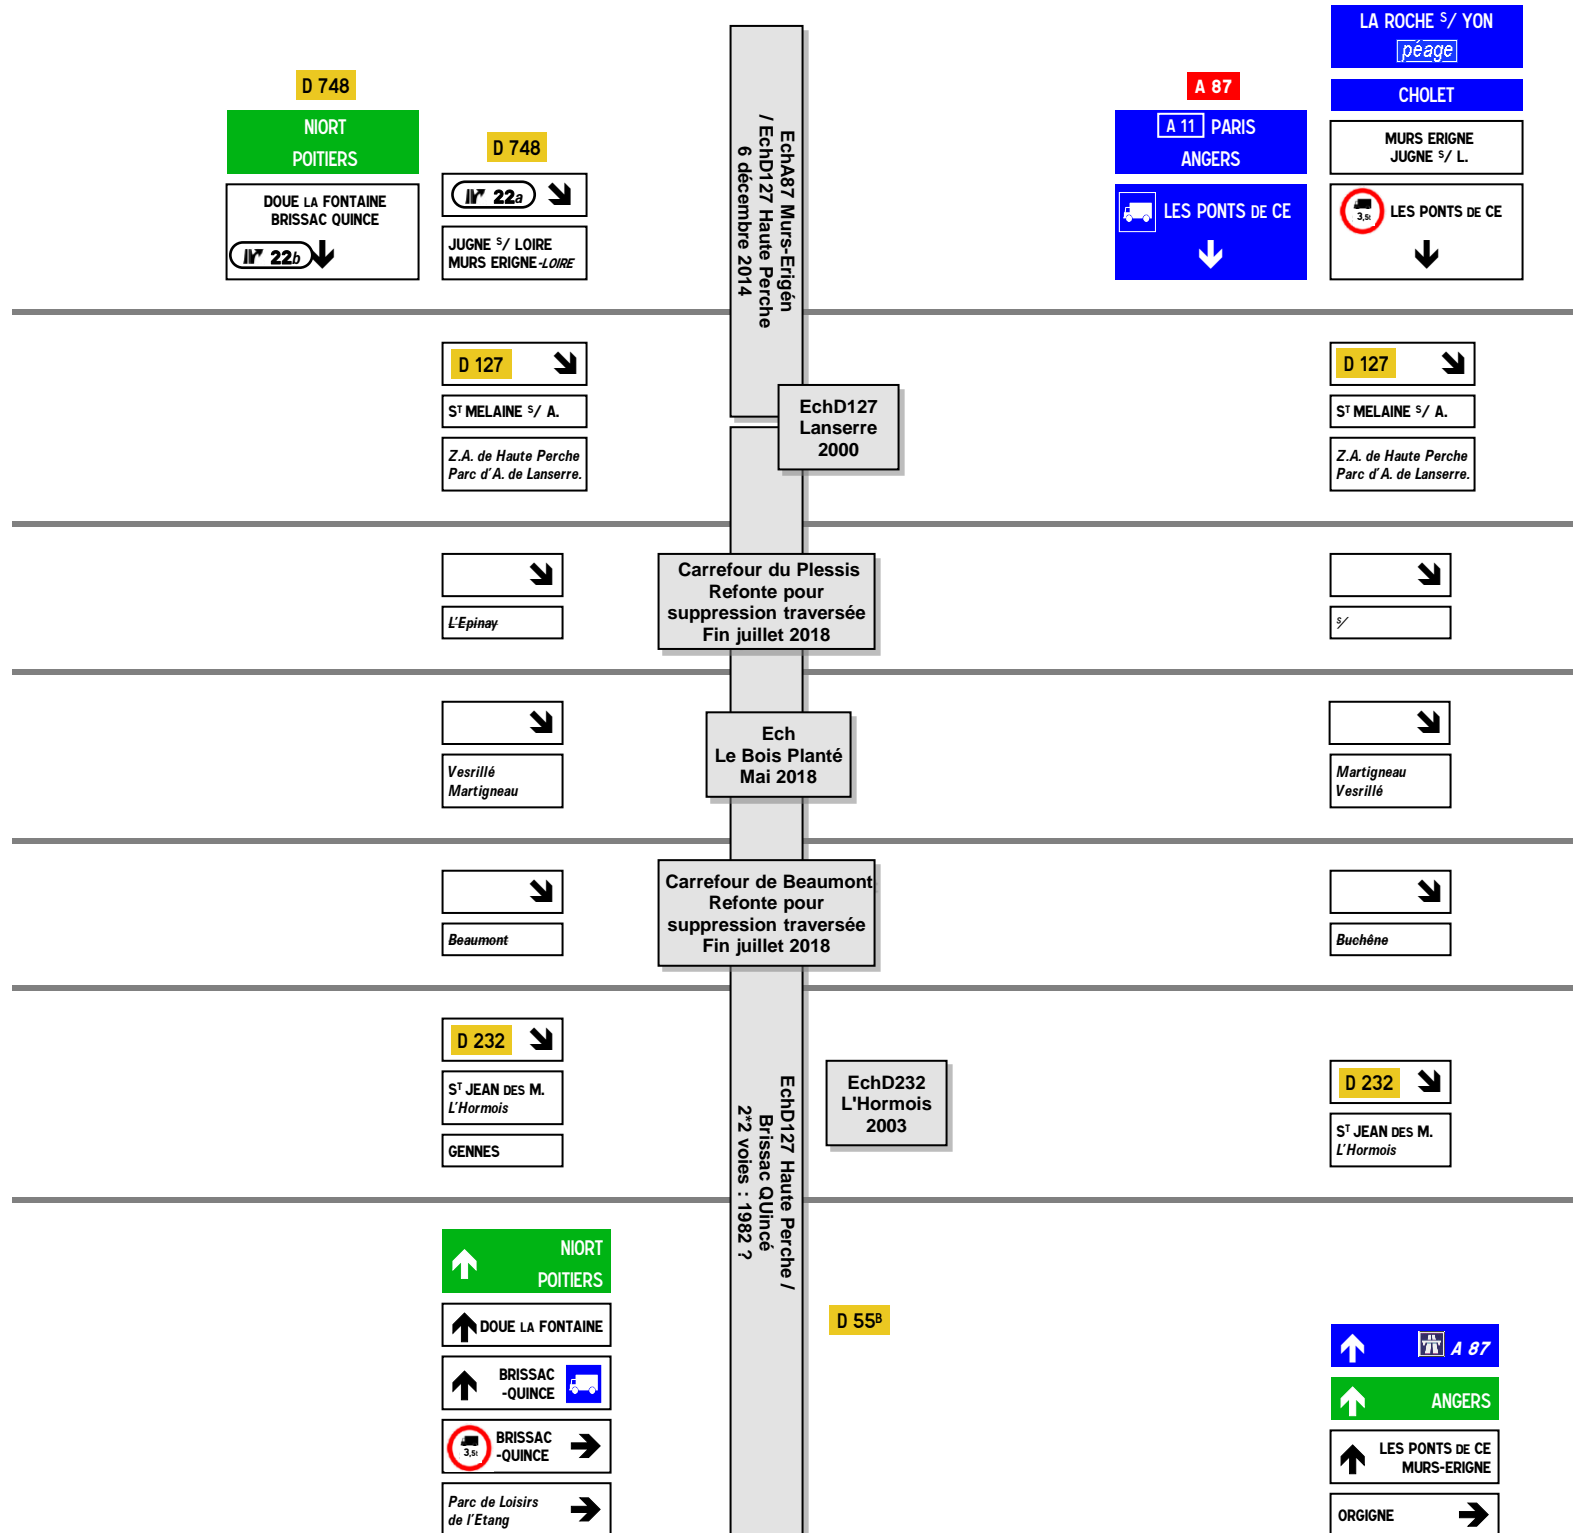 D 748
NIORT
POITIERS
DOUE LA FONTAINE
BRISSAC QUINCE
22b
D 748
22a
JUGNE S/ LOIRE
MURS ERIGNE-LOIRE
EchA87 Murs-Erigén
/ EchD127 Haute Perche
6 décembre 2014
A 87
A 11 PARIS
ANGERS
LES PONTS DE CE
LA ROCHE S/ YON
péage
CHOLET
MURS ERIGNE
JUGNE S/ L.
3,5t LES PONTS DE CE
D 127
ST MELAINE S/ A.
Z.A. de Haute Perche
Parc d'A. de Lanserre.
EchD127
Lanserre
2000
D 127
ST MELAINE S/ A.
Z.A. de Haute Perche
Parc d'A. de Lanserre.
L'Epinay
Carrefour du Plessis
Refonte pour
suppression traversée
Fin juillet 2018
S/
Vesrillé
Martigneau
Ech
Le Bois Planté
Mai 2018
Martigneau
Vesrillé
Beaumont
Carrefour de Beaumont
Refonte pour
suppression traversée
Fin juillet 2018
Buchêne
D 232
ST JEAN DES M.
L'Hormois
GENNES
EchD127 Haute Perche /
Brissac QUincé
2*2 voies : 1982 ?
EchD232
L'Hormois
2003
D 232
ST JEAN DES M.
L'Hormois
NIORT
POITIERS
DOUE LA FONTAINE
BRISSAC
-QUINCE
3,5t BRISSAC
-QUINCE
Parc de Loisirs
de l'Etang
D 55B
A 87
ANGERS
LES PONTS DE CE
MURS-ERIGNE
ORGIGNE